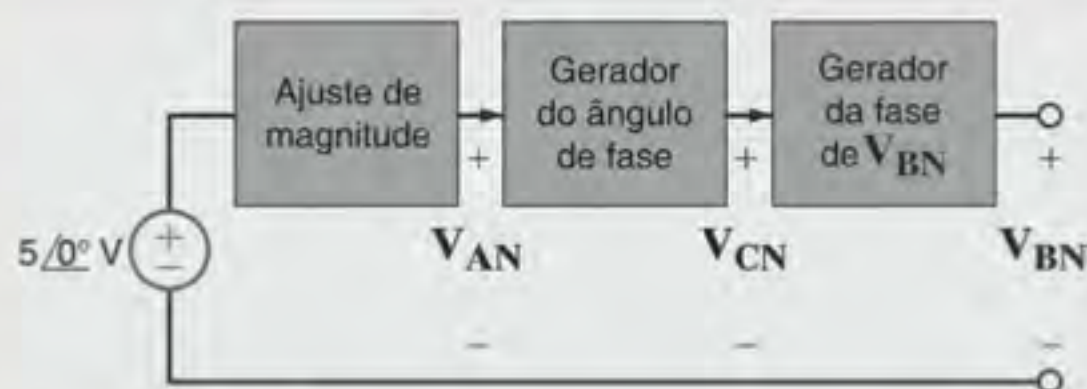 Ajuste de
magnitude
Gerador
do ângulo
de fase
Gerador
da fase
de V_BN
5/0° V
+
−
+
+
+
V_AN
V_CN
V_BN
−
−
−